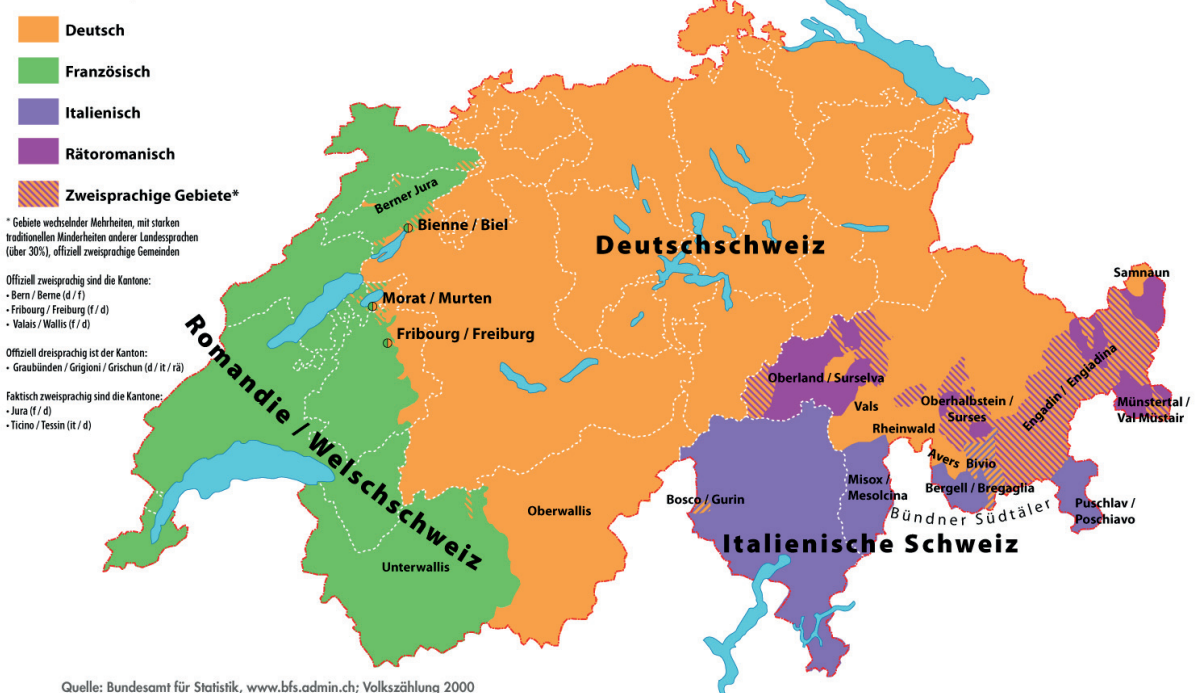 Deutsch
Französisch
Italienisch
Rätoromanisch
Zweisprachige Gebiete*
* Gebiete wechselnder Mehrheiten, mit starken
traditionellen Minderheiten anderer Landessprachen
(über 30%), offiziell zweisprachige Gemeinden
Offiziell zweisprachig sind die Kantone:
• Bern / Berne (d / f)
• Fribourg / Freiburg (f / d)
• Valais / Wallis (f / d)
Offiziell dreisprachig ist der Kanton:
• Graubünden / Grigioni / Grischun (d / it / rä)
Faktisch zweisprachig sind die Kantone:
• Jura (f / d)
• Ticino / Tessin (it / d)
Berner Jura
Bienne / Biel
Deutschschweiz
Morat / Murten
Fribourg / Freiburg
Romandie / Welschschweiz
Samnaun
Oberland / Surselva
Vals
Rheinwald
Oberhalbstein /
Surses
Engadin / Engiadina
Münstertal /
Val Müstair
Avers
Bivio
Bergell / Bregaglia
Misox /
Mesolcina
Bosco / Gurin
Puschlav /
Poschiavo
Bündner Südtäler
Italienische Schweiz
Oberwallis
Unterwallis
Quelle: Bundesamt für Statistik, www.bfs.admin.ch; Volkszählung 2000